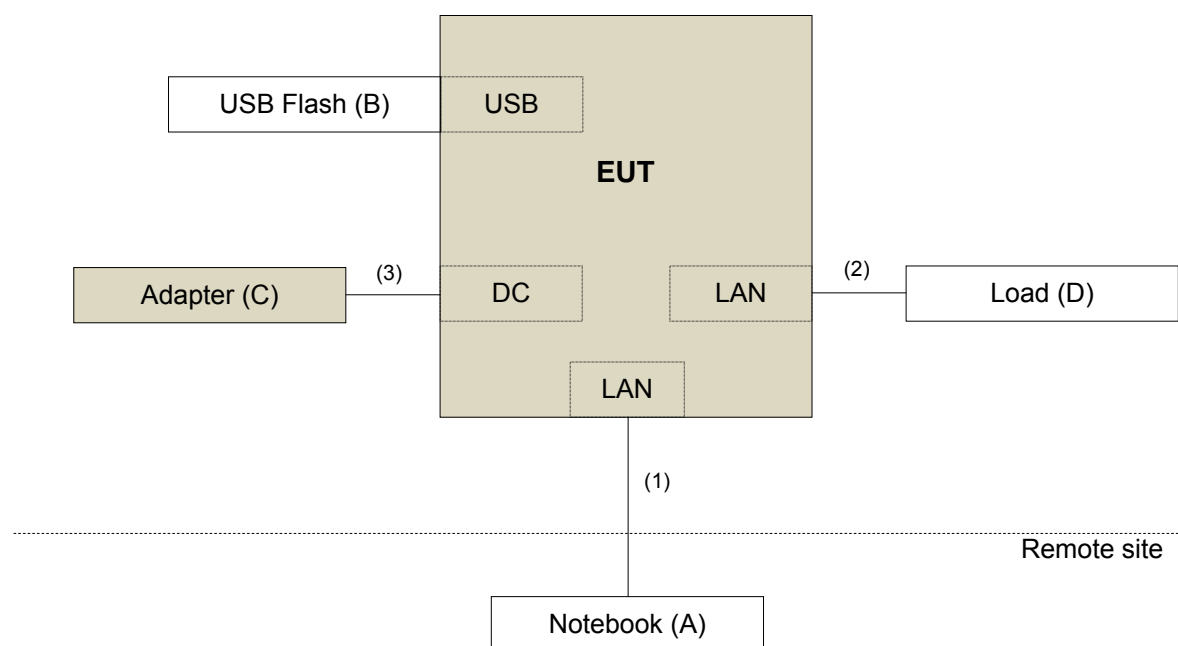 USB Flash (B)
USB
EUT
Adapter (C)
(3)
DC
LAN
(2)
Load (D)
LAN
(1)
Remote site
Notebook (A)